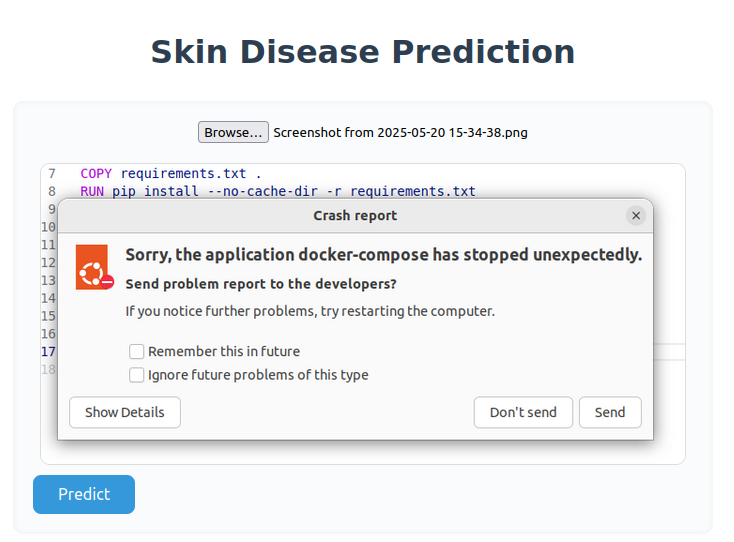 Skin Disease Prediction
Browse... Screenshot from 2025-05-20 15-34-38.png
7 COPY requirements.txt .
8 RUN pip install --no-cache-dir -r requirements.txt
9
Crash report
10
11
Sorry, the application docker-compose has stopped unexpectedly.
12
Send problem report to the developers?
13
14
If you notice further problems, try restarting the computer.
15
16
17
Remember this in future
18
Ignore future problems of this type
Show Details Don't send Send
Predict